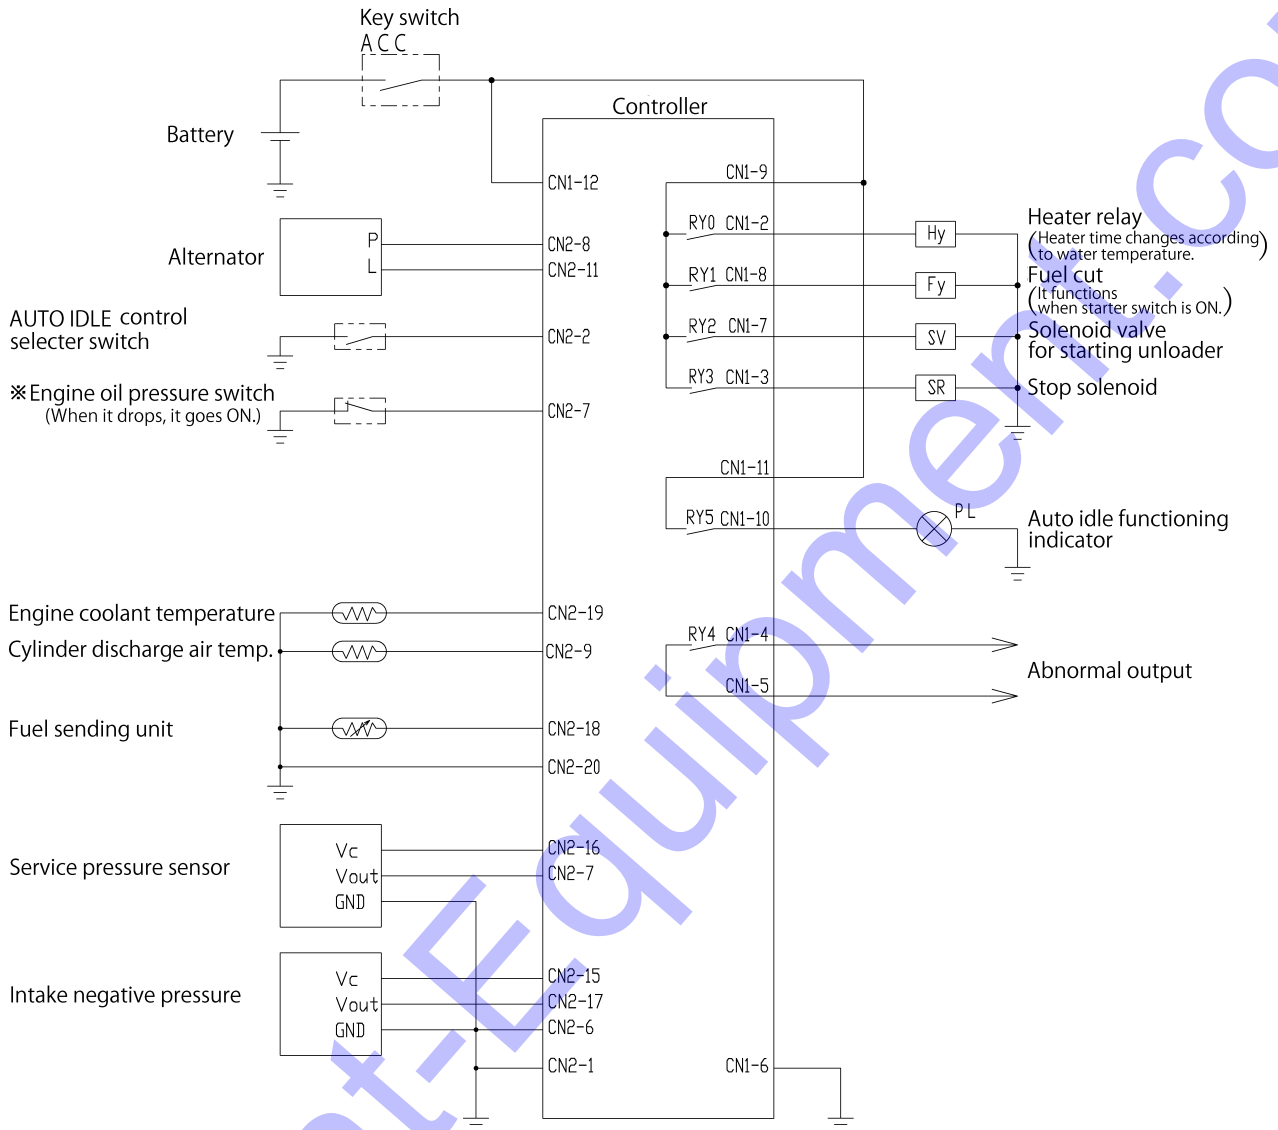 Key switch
ACC
Controller
Battery
CN1-12
CN1-9
Alternator
P
L
CN2-8
CN2-11
RY0 CN1-2
Hy
Heater relay
(Heater time changes according
to water temperature.)
RY1 CN1-8
Fy
Fuel cut
(It functions
when starter switch is ON.)
AUTO IDLE control
selecter switch
CN2-2
RY2 CN1-7
SV
Solenoid valve
for starting unloader
※Engine oil pressure switch
(When it drops, it goes ON.)
CN2-7
RY3 CN1-3
SR
Stop solenoid
CN1-11
RY5 CN1-10
PL
Auto idle functioning
indicator
Engine coolant temperature
CN2-19
Cylinder discharge air temp.
CN2-9
RY4 CN1-4
CN1-5
Abnormal output
Fuel sending unit
CN2-18
CN2-20
Service pressure sensor
Vc
Vout
GND
CN2-16
CN2-7
Intake negative pressure
Vc
Vout
GND
CN2-15
CN2-17
CN2-6
CN2-1
CN1-6
nt-Equipment.co